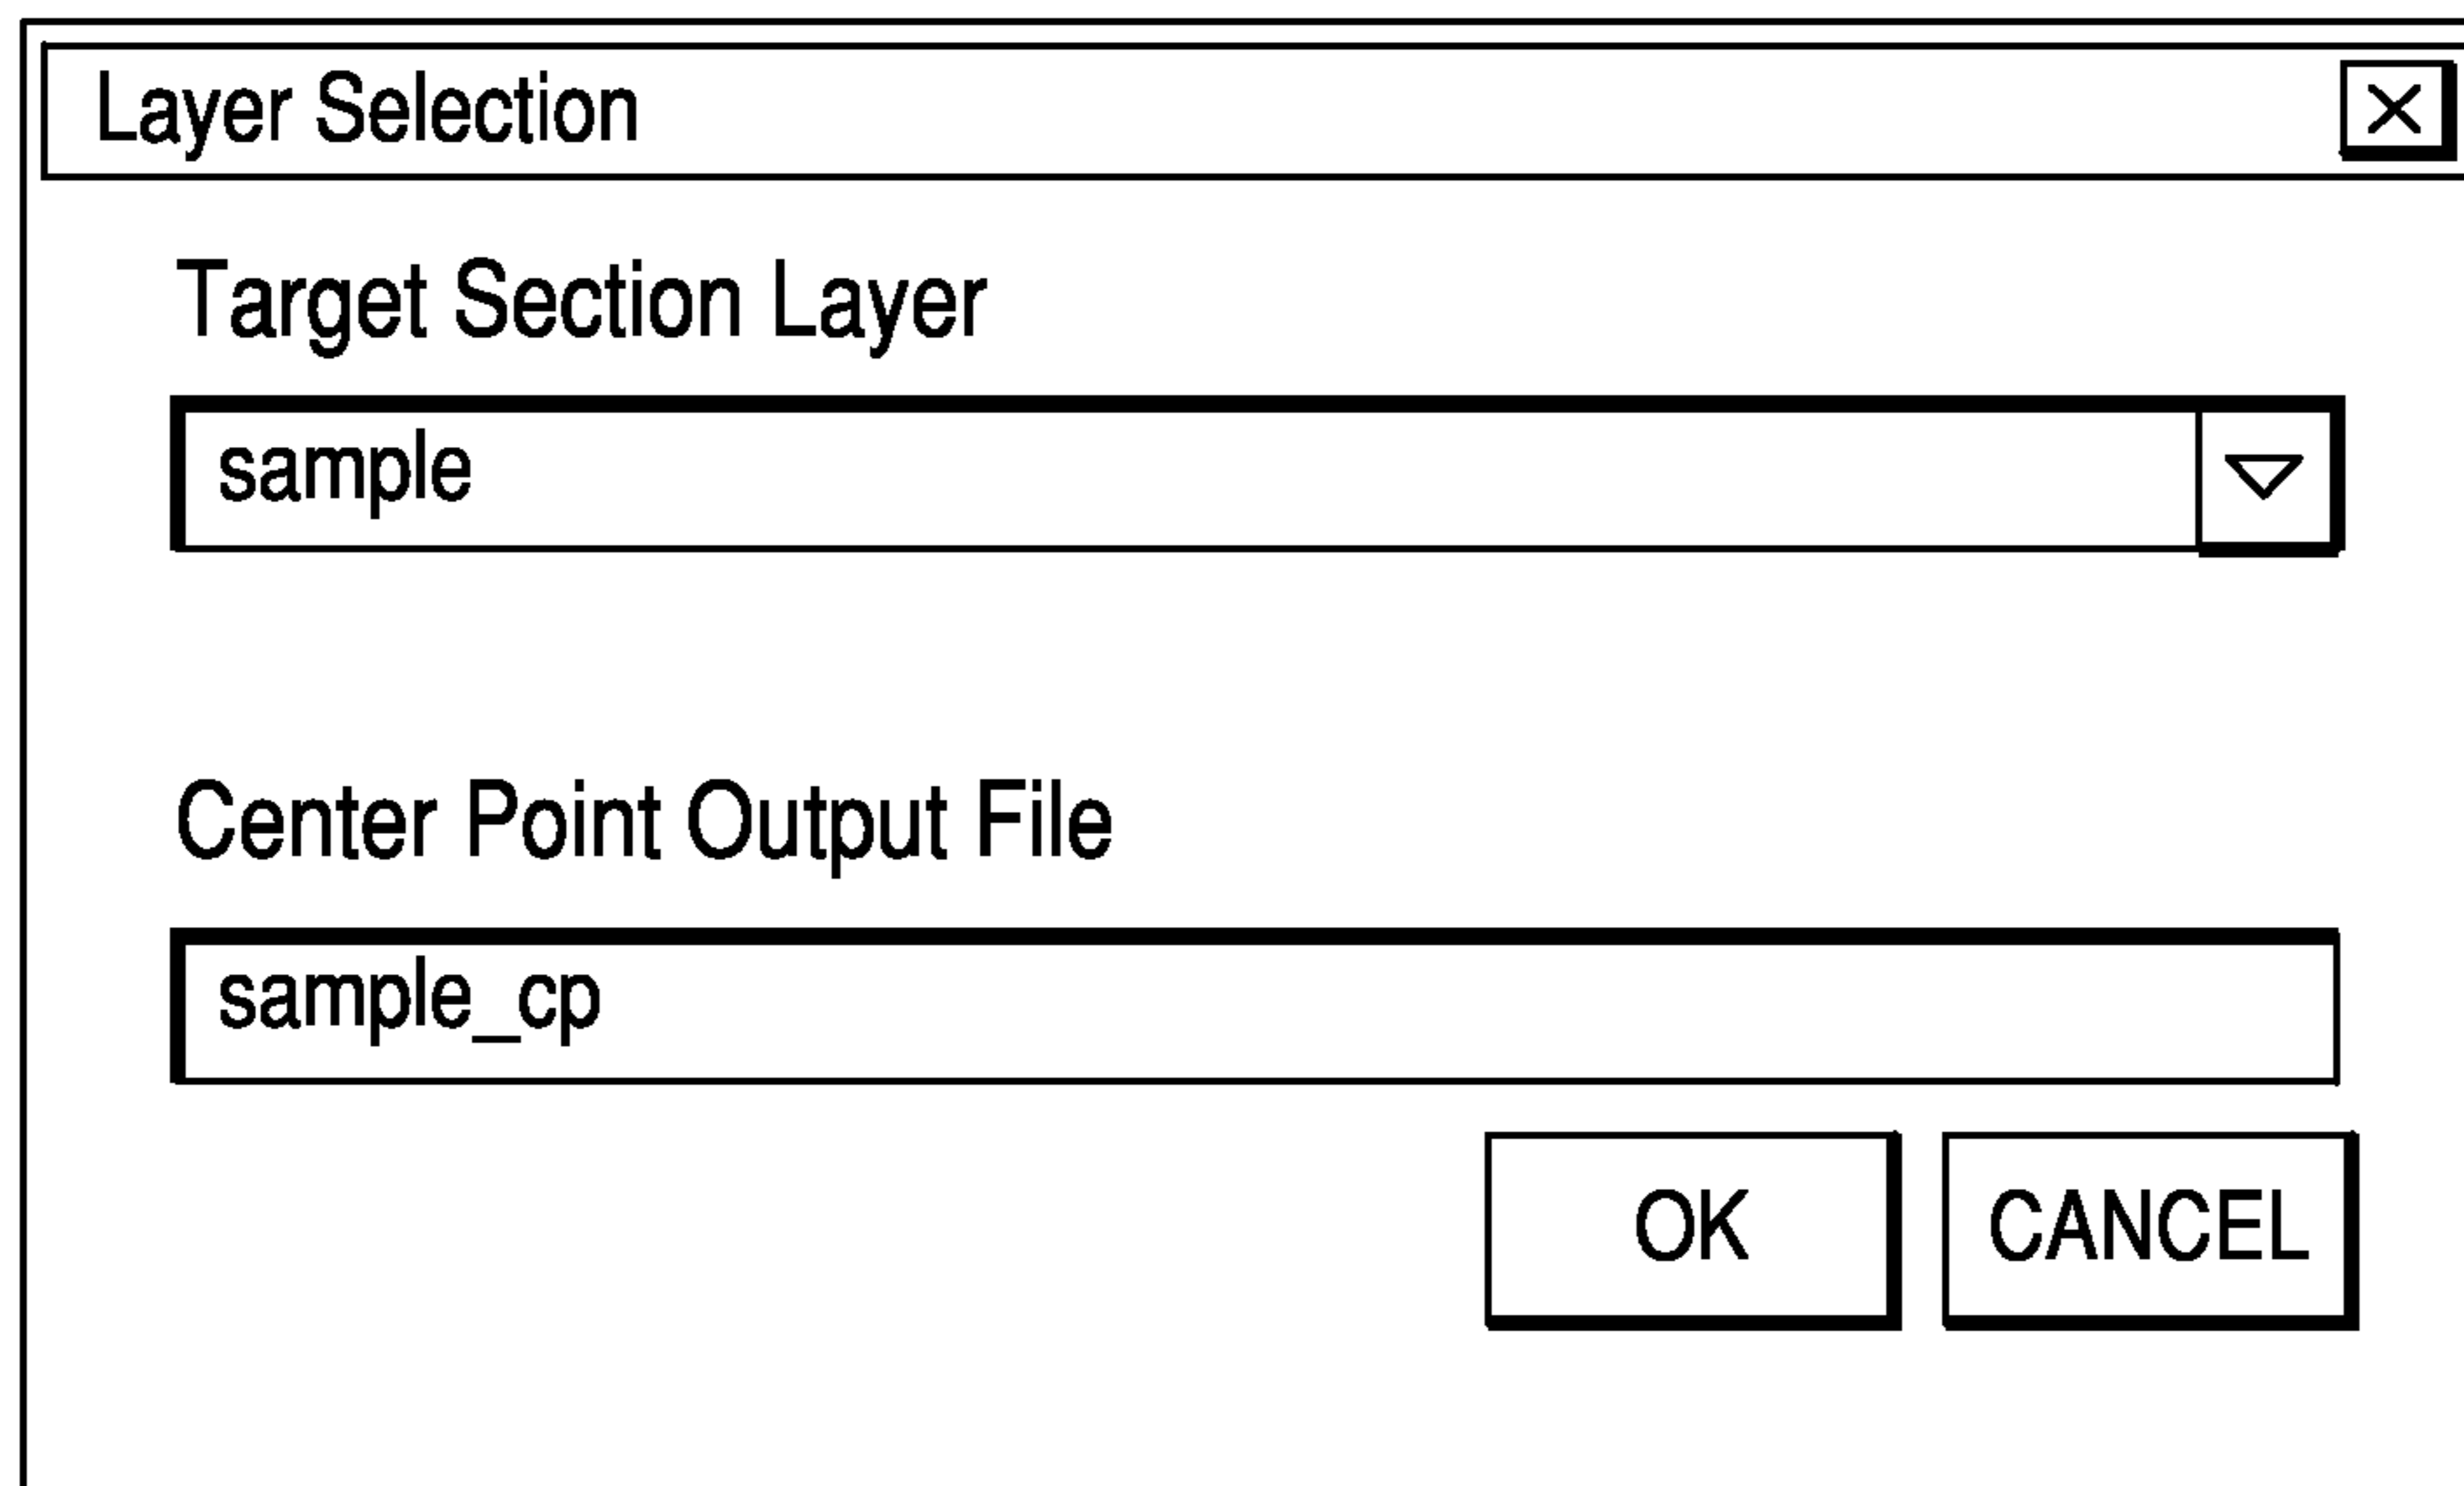 Layer Selection
Target Section Layer
sample
Center Point Output File
sample_cp
OK CANCEL